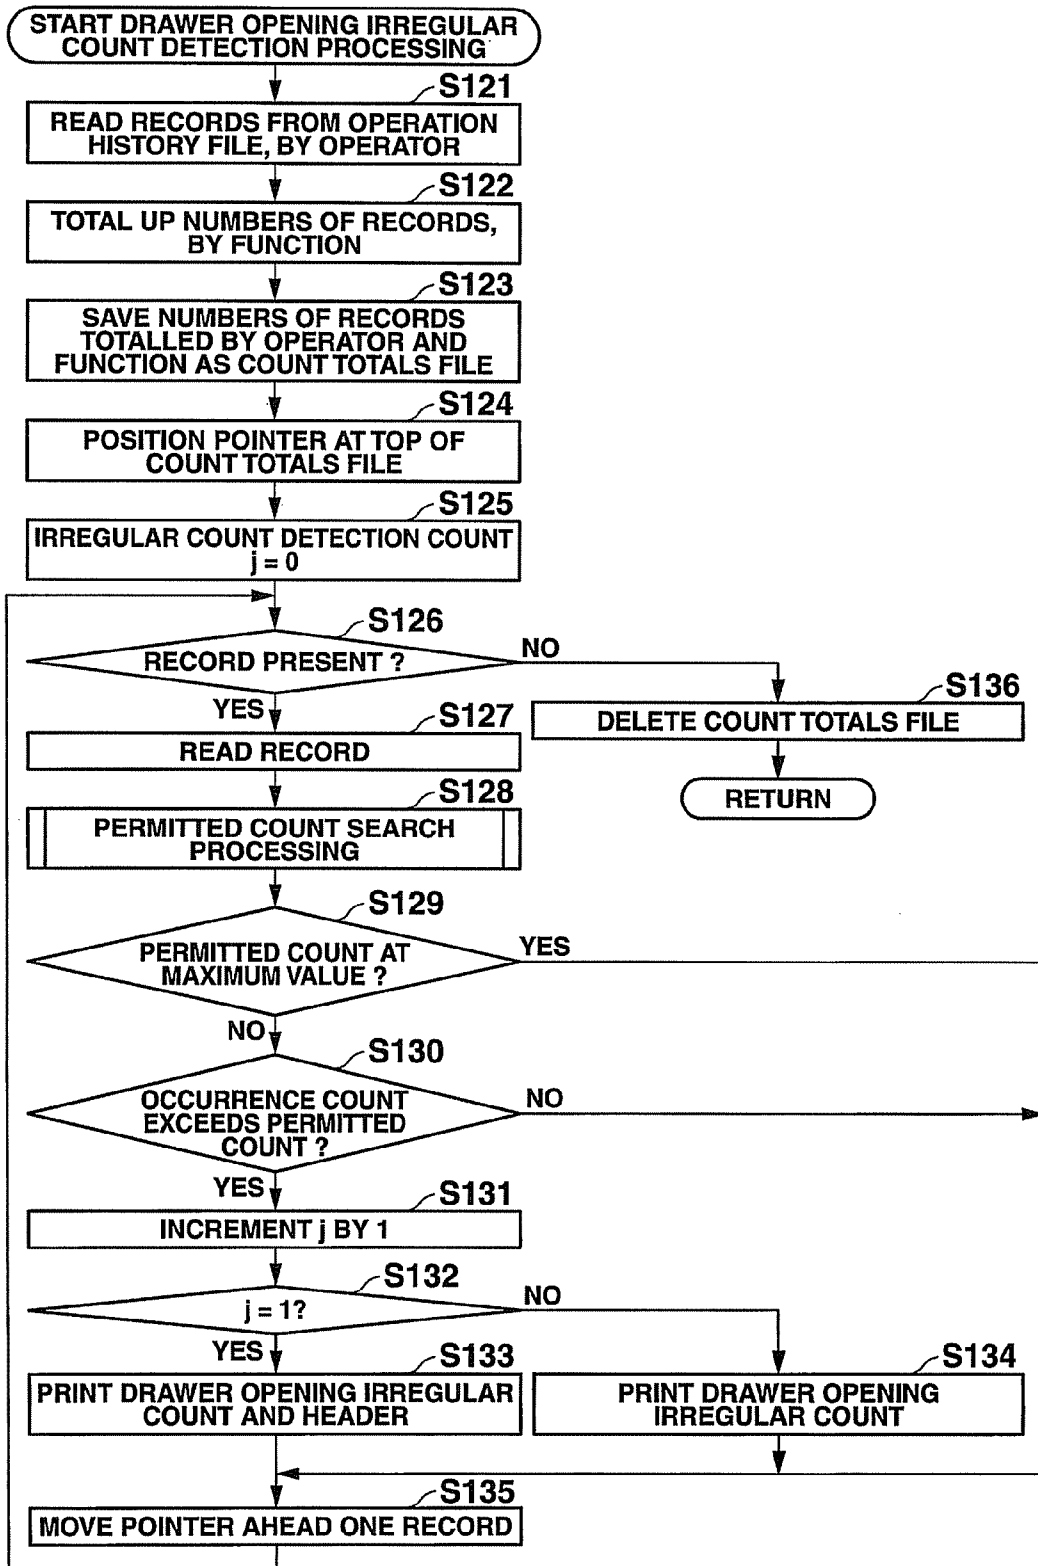 START DRAWER OPENING IRREGULAR
COUNT DETECTION PROCESSING
S121
READ RECORDS FROM OPERATION
HISTORY FILE, BY OPERATOR
S122
TOTAL UP NUMBERS OF RECORDS,
BY FUNCTION
S123
SAVE NUMBERS OF RECORDS
TOTALLED BY OPERATOR AND
FUNCTION AS COUNT TOTALS FILE
S124
POSITION POINTER AT TOP OF
COUNT TOTALS FILE
S125
IRREGULAR COUNT DETECTION COUNT
j = 0
S126
RECORD PRESENT ?
NO
YES
S136
DELETE COUNT TOTALS FILE
RETURN
S127
READ RECORD
S128
PERMITTED COUNT SEARCH
PROCESSING
S129
PERMITTED COUNT AT
MAXIMUM VALUE ?
YES
NO
S130
OCCURRENCE COUNT
EXCEEDS PERMITTED
COUNT ?
NO
YES
S131
INCREMENT j BY 1
S132
j = 1?
NO
YES
S133
PRINT DRAWER OPENING IRREGULAR
COUNT AND HEADER
S134
PRINT DRAWER OPENING
IRREGULAR COUNT
S135
MOVE POINTER AHEAD ONE RECORD